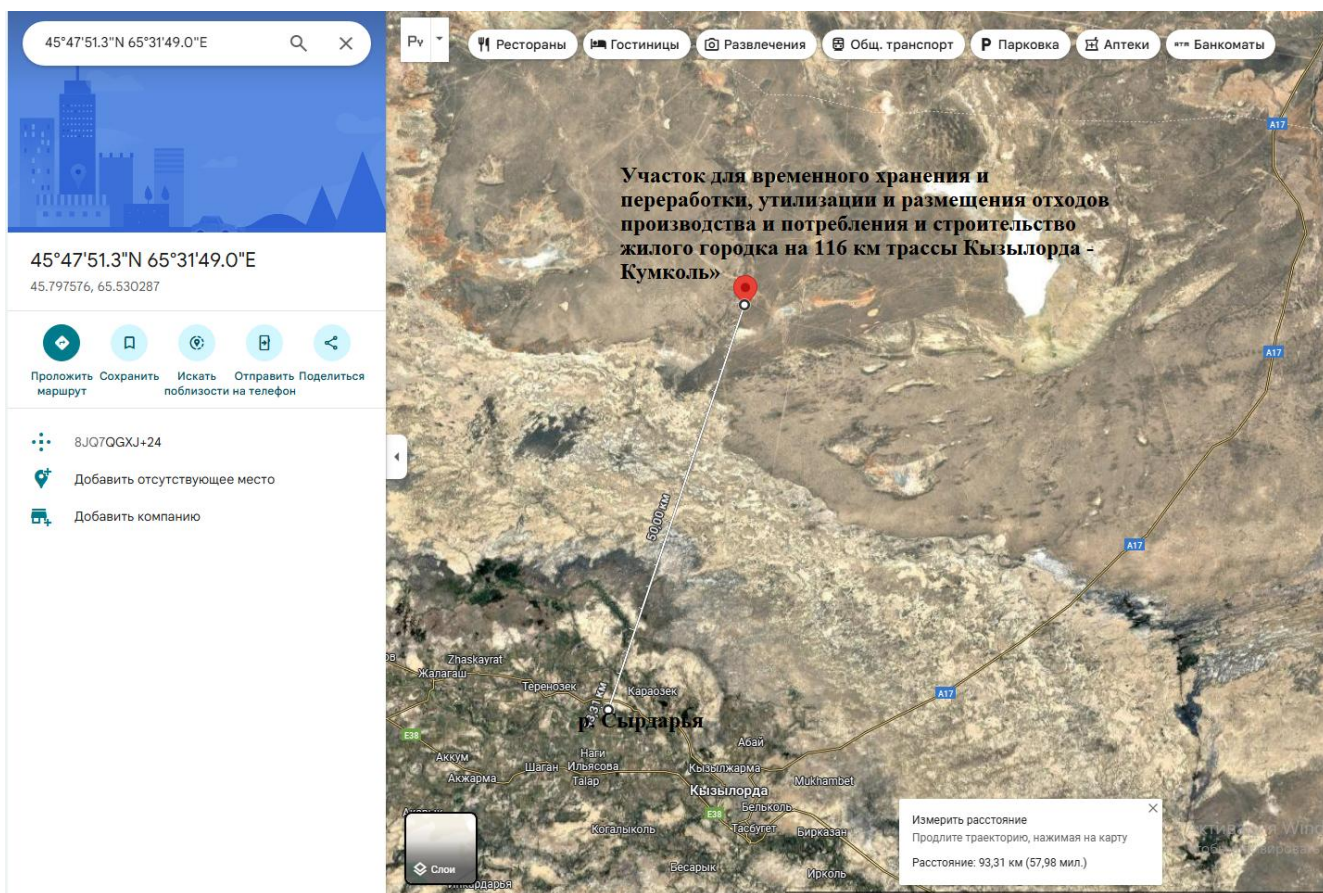 45°47'51.3"N 65°31'49.0"E
45°47'51.3"N 65°31'49.0"E
45.797576, 65.530287
Проложить маршрут
Сохранить
Искать поблизости
Отправить на телефон
Поделиться
8JQ7QGXJ+24
Добавить отсутствующее место
Добавить компанию
Ру
Рестораны
Гостиницы
Развлечения
Общ. транспорт
P Парковка
Аптеки
ATM Банкоматы
A17
Участок для временного хранения и
переработки, утилизации и размещения отходов
производства и потребления и строительство
жилого городка на 116 км трассы Кызылорда -
Кумколь»
A17
50,00 км
A17
Zhaskayrat
Жалагаш
Теренозек
Караозек
A17
р. Сырдарья
E38
Абай
Аккум
Наги
Шаган
Ильясова
Кызылжарма
Акжарма
Talap
Mukhambet
Кызылорда
Бельколь
E38
Тасбугет
Бирказан
Когалыколь
Бесарык
Ирколь
Слои
Измерить расстояние
Продлите траекторию, нажимая на карту
Расстояние: 93,31 км (57,98 мил.)